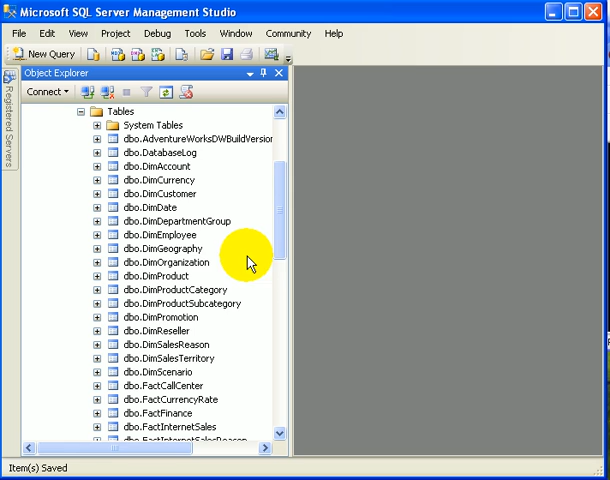 Microsoft SQL Server Management Studio
File Edit View Project Debug Tools Window Community Help
New Query
Object Explorer
Registered Servers
Connect
Tables
System Tables
dbo.AdventureWorksDWBuildVersion
dbo.DatabaseLog
dbo.DimAccount
dbo.DimCurrency
dbo.DimCustomer
dbo.DimDate
dbo.DimDepartmentGroup
dbo.DimEmployee
dbo.DimGeography
dbo.DimOrganization
dbo.DimProduct
dbo.DimProductCategory
dbo.DimProductSubcategory
dbo.DimPromotion
dbo.DimReseller
dbo.DimSalesReason
dbo.DimSalesTerritory
dbo.DimScenario
dbo.FactCallCenter
dbo.FactCurrencyRate
dbo.FactFinance
dbo.FactInternetSales
dbo.FactInternetSalesReason
Item(s) Saved